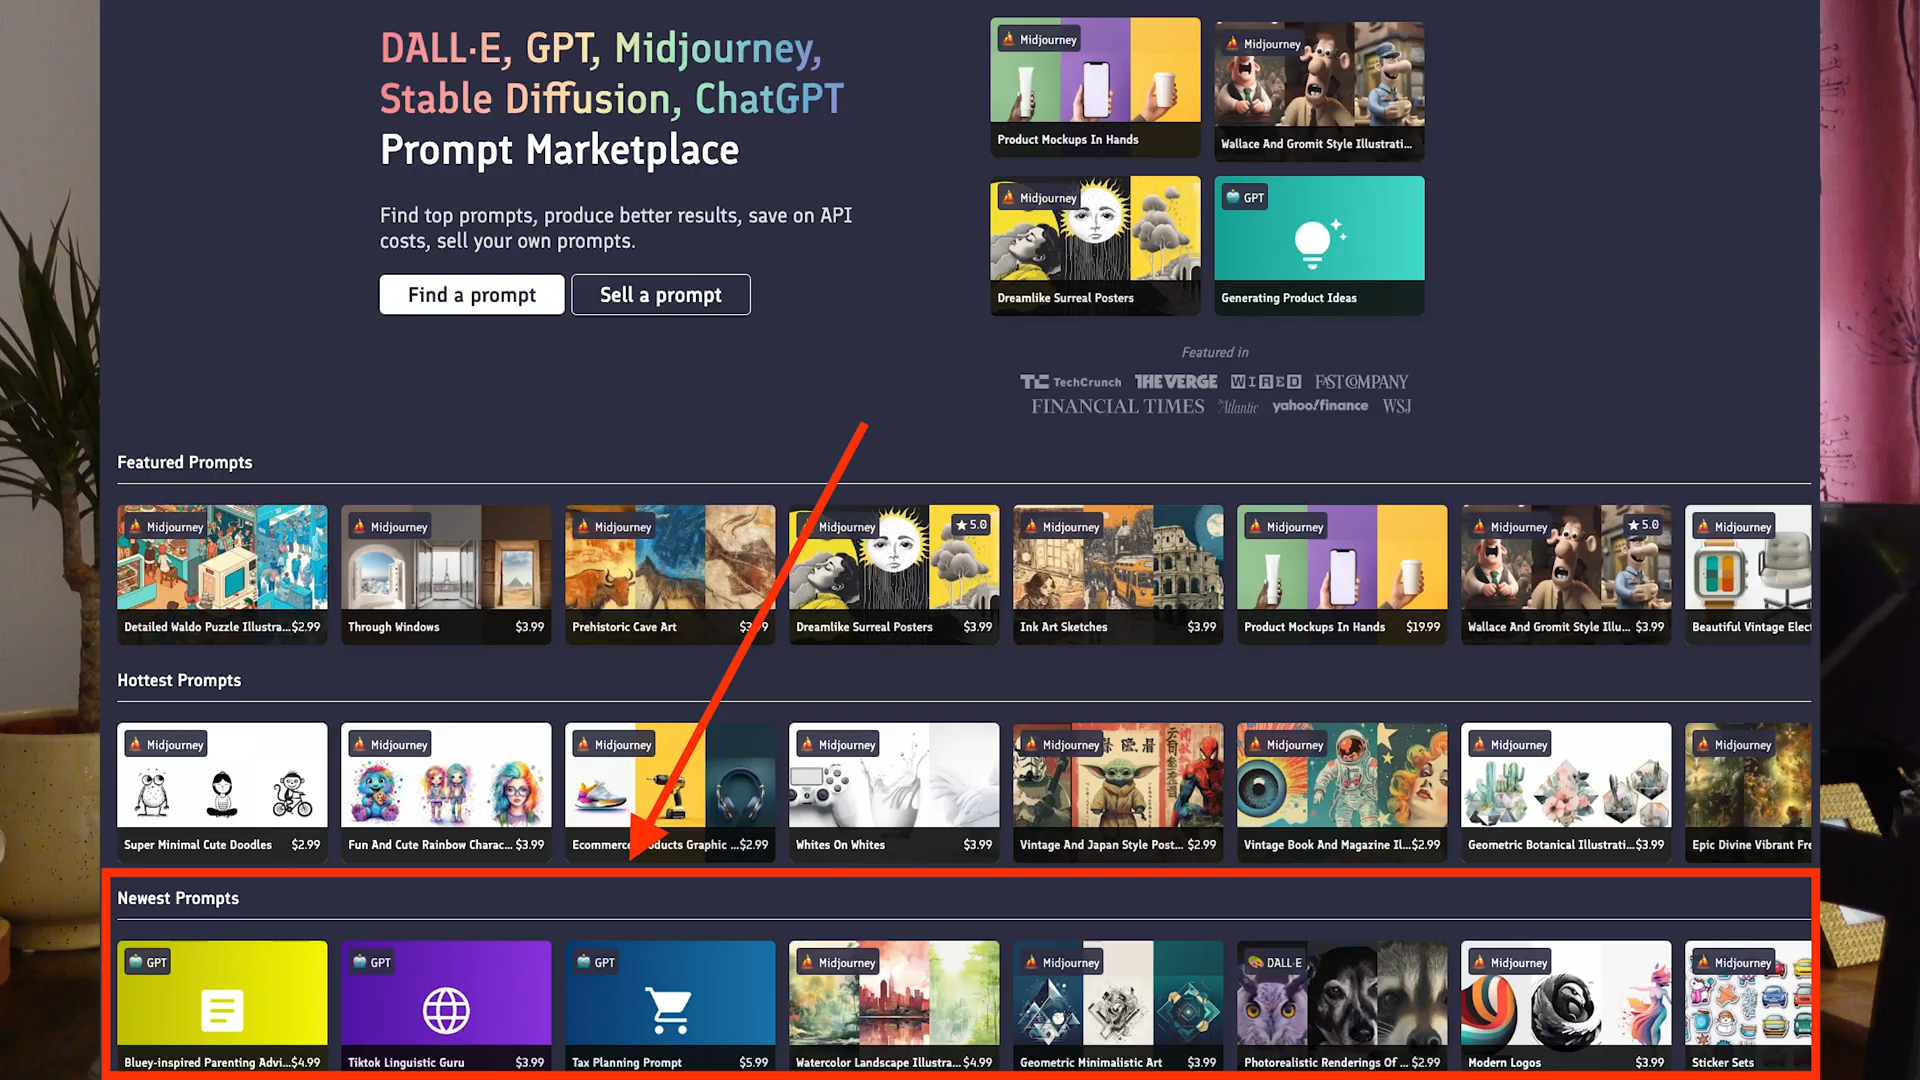 DALL·E, GPT, Midjourney,
Stable Diffusion, ChatGPT
Prompt Marketplace
Find top prompts, produce better results, save on API
costs, sell your own prompts.
Find a prompt
Sell a prompt
Midjourney
Product Mockups In Hands
Midjourney
Wallace And Gromit Style Illustrati...
Midjourney
Dreamlike Surreal Posters
GPT
Generating Product Ideas
Featured in
TC TechCrunch THE VERGE WIRED FAST COMPANY
FINANCIAL TIMES The Atlantic yahoo!finance WSJ
Featured Prompts
Midjourney
Detailed Waldo Puzzle Illustra... $2.99
Midjourney
Through Windows $3.99
Midjourney
Prehistoric Cave Art
Midjourney
5.0
Dreamlike Surreal Posters $3.99
Midjourney
Ink Art Sketches $3.99
Midjourney
Product Mockups In Hands $19.99
Midjourney
5.0
Wallace And Gromit Style Illu... $3.99
Midjourney
Beautiful Vintage Elect
Hottest Prompts
Midjourney
Super Minimal Cute Doodles $2.99
Midjourney
Fun And Cute Rainbow Charac... $3.99
Midjourney
Ecommerce Products Graphic ... $2.99
Midjourney
Whites On Whites $3.99
Midjourney
Vintage And Japan Style Post... $2.99
Midjourney
Vintage Book And Magazine Il... $2.99
Midjourney
Geometric Botanical Illustrati... $3.99
Midjourney
Epic Divine Vibrant Fre
Newest Prompts
GPT
Bluey-inspired Parenting Advi... $4.99
GPT
Tiktok Linguistic Guru $3.99
GPT
Tax Planning Prompt $5.99
Midjourney
Watercolor Landscape Illustra... $4.99
Midjourney
Geometric Minimalistic Art $3.99
DALL·E
Photorealistic Renderings Of ... $2.99
Midjourney
Modern Logos $3.99
Midjourney
Sticker Sets